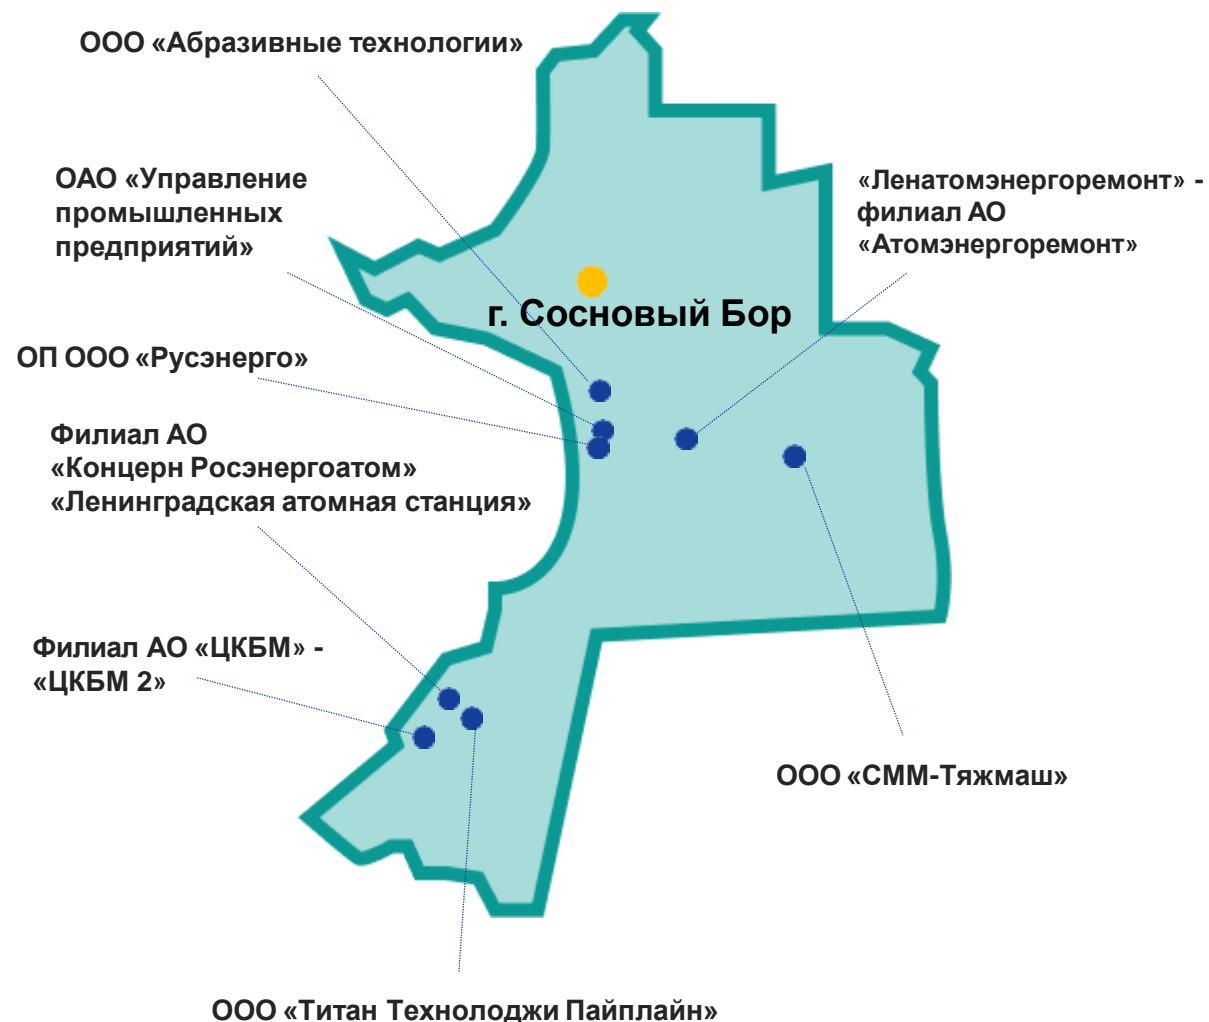 ООО «Абразивные технологии»
ОАО «Управление
промышленных
предприятий»
«Ленатомэнергоремонт» -
филиал АО
«Атомэнергоремонт»
г. Сосновый Бор
ОП ООО «Русэнерго»
Филиал АО
«Концерн Росэнергоатом»
«Ленинградская атомная станция»
Филиал АО «ЦКБМ» -
«ЦКБМ 2»
ООО «СММ-Тяжмаш»
ООО «Титан Технолоджи Пайплайн»